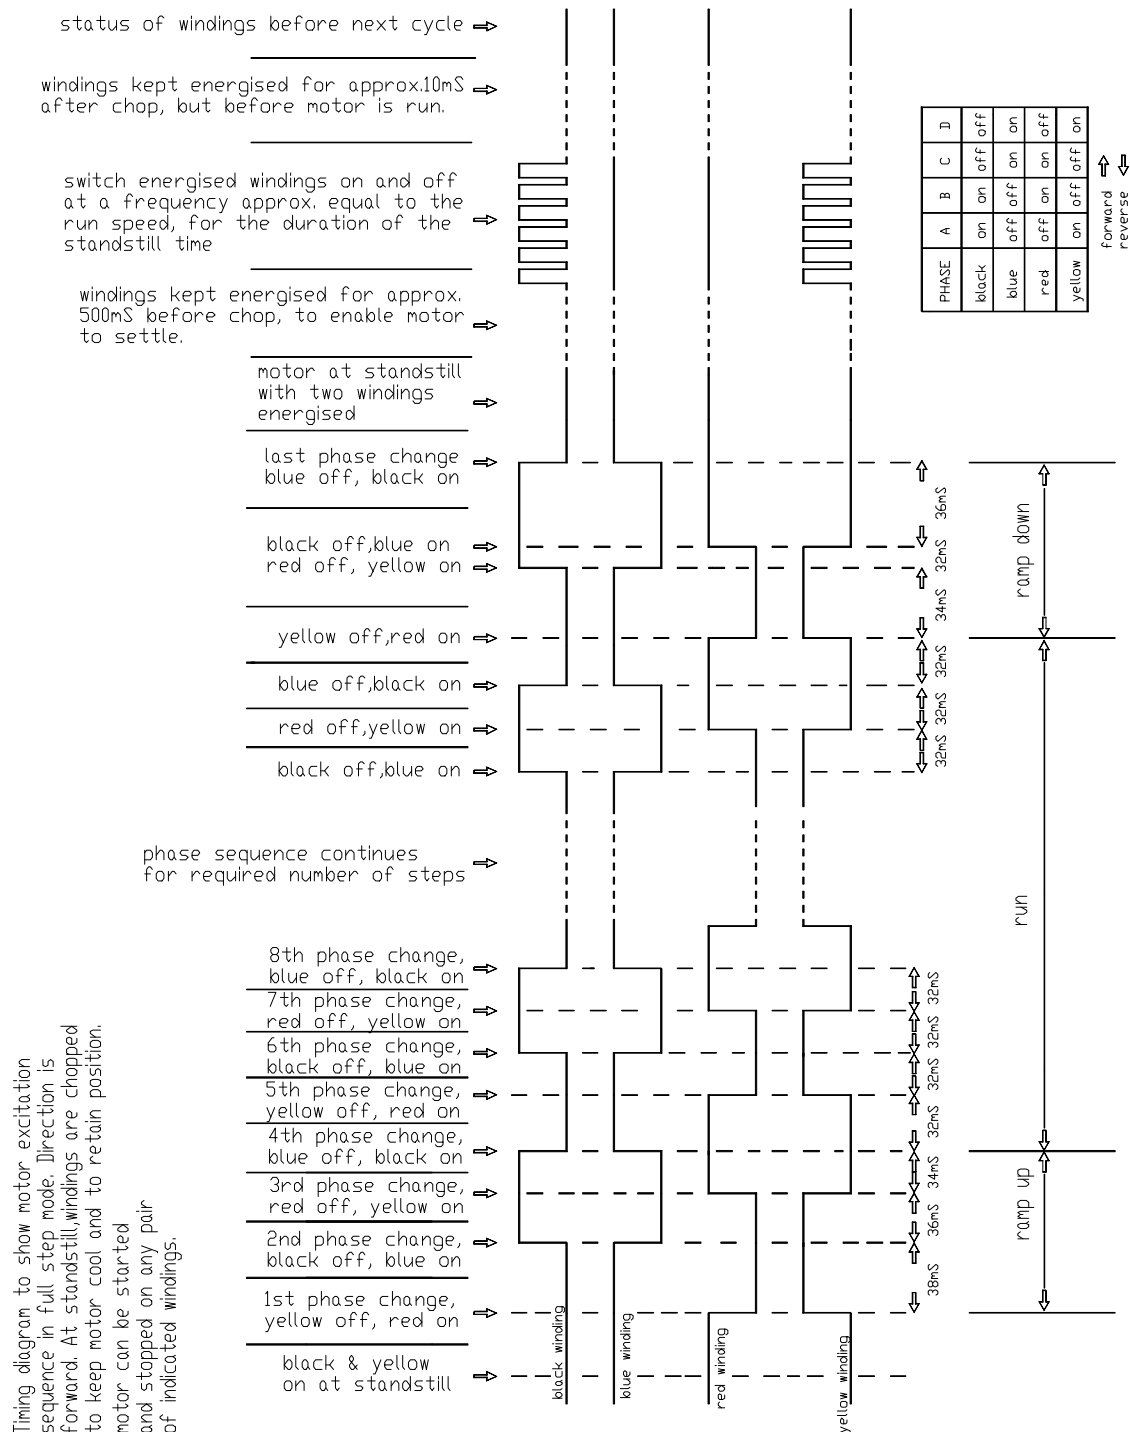 status of windings before next cycle
windings kept energised for approx.10mS
after chop, but before motor is run.
switch energised windings on and off
at a frequency approx. equal to the
run speed, for the duration of the
standstill time
windings kept energised for approx.
500mS before chop, to enable motor
to settle.
motor at standstill
with two windings
energised
last phase change
blue off, black on
black off,blue on
red off, yellow on
yellow off,red on
blue off,black on
red off,yellow on
black off,blue on
phase sequence continues
for required number of steps
8th phase change,
blue off, black on
7th phase change,
red off, yellow on
6th phase change,
black off, blue on
5th phase change,
yellow off, red on
4th phase change,
blue off, black on
3rd phase change,
red off, yellow on
2nd phase change,
black off, blue on
1st phase change,
yellow off, red on
black & yellow
on at standstill
black winding
blue winding
red winding
yellow winding
36mS
32mS
34mS
32mS
32mS
32mS
32mS
32mS
32mS
32mS
34mS
36mS
38mS
ramp down
run
ramp up
PHASE A B C D
black on on off off
blue off off on on
red off on on off
yellow on off off on
forward
reverse
Timing diagram to show motor excitation
sequence in full step mode. Direction is
forward. At standstill,windings are chopped
to keep motor cool and to retain position.
motor can be started
and stopped on any pair
of indicated windings.